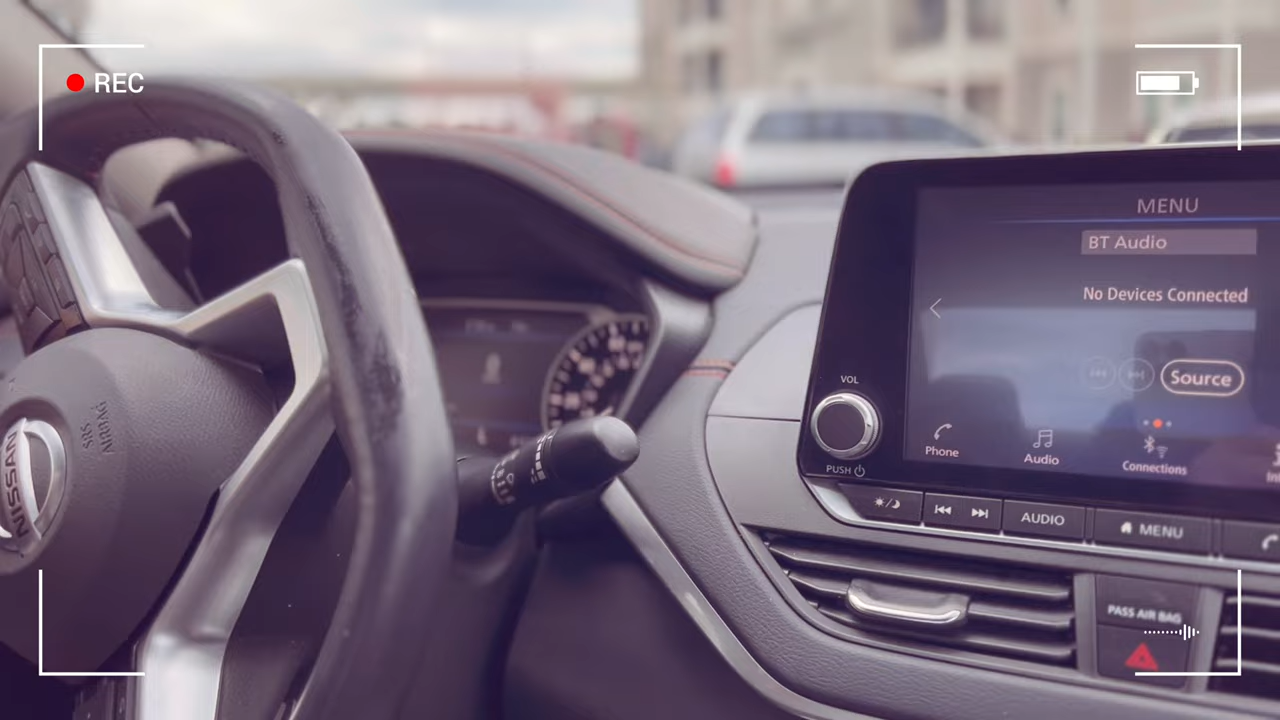 REC
MENU
BT Audio
No Devices Connected
Source
VOL
PUSH
Phone
Audio
Connections
AUDIO
MENU
NISSAN
SRS
AIRBAG
PASS AIR BAG